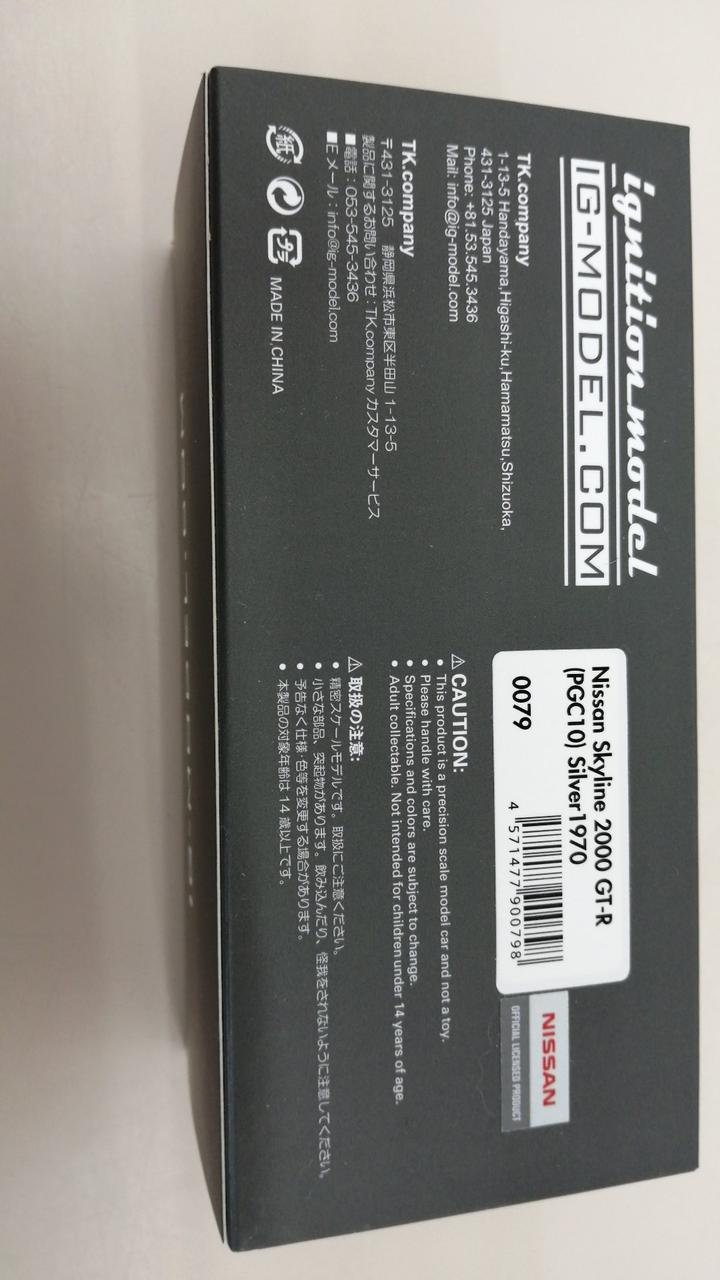 ignition model
IG-MODEL.COM
TK.company
1-13-5 Handayama,Higashi-ku,Hamamatsu,Shizuoka,
431-3125 Japan
Phone: +81.53.545.3436
Mail: info@ig-model.com
TK.company
〒431-3125 静岡県浜松市東区半田山 1-13-5
製品に関するお問い合わせ : TK.company カスタマーサービス
■電話 : 053-545-3436
■E メール : info@ig-model.com
紙
プラ
MADE IN CHINA
Nissan Skyline 2000 GT-R
(PGC10) Silver1970
0079
4 571477 900798
NISSAN
OFFICIAL LICENSED PRODUCT
⚠ CAUTION:
• This product is a precision scale model car and not a toy.
• Please handle with care.
• Specifications and colors are subject to change.
• Adult collectable. Not intended for children under 14 years of age.
⚠ 取扱の注意:
• 精密スケールモデルです。取扱にご注意ください。
• 小さな部品、突起物があります。飲み込んだり、怪我をされないように注意してください。
• 予告なく仕様·色等を変更する場合があります。
• 本製品の対象年齢は 14 歳以上です。